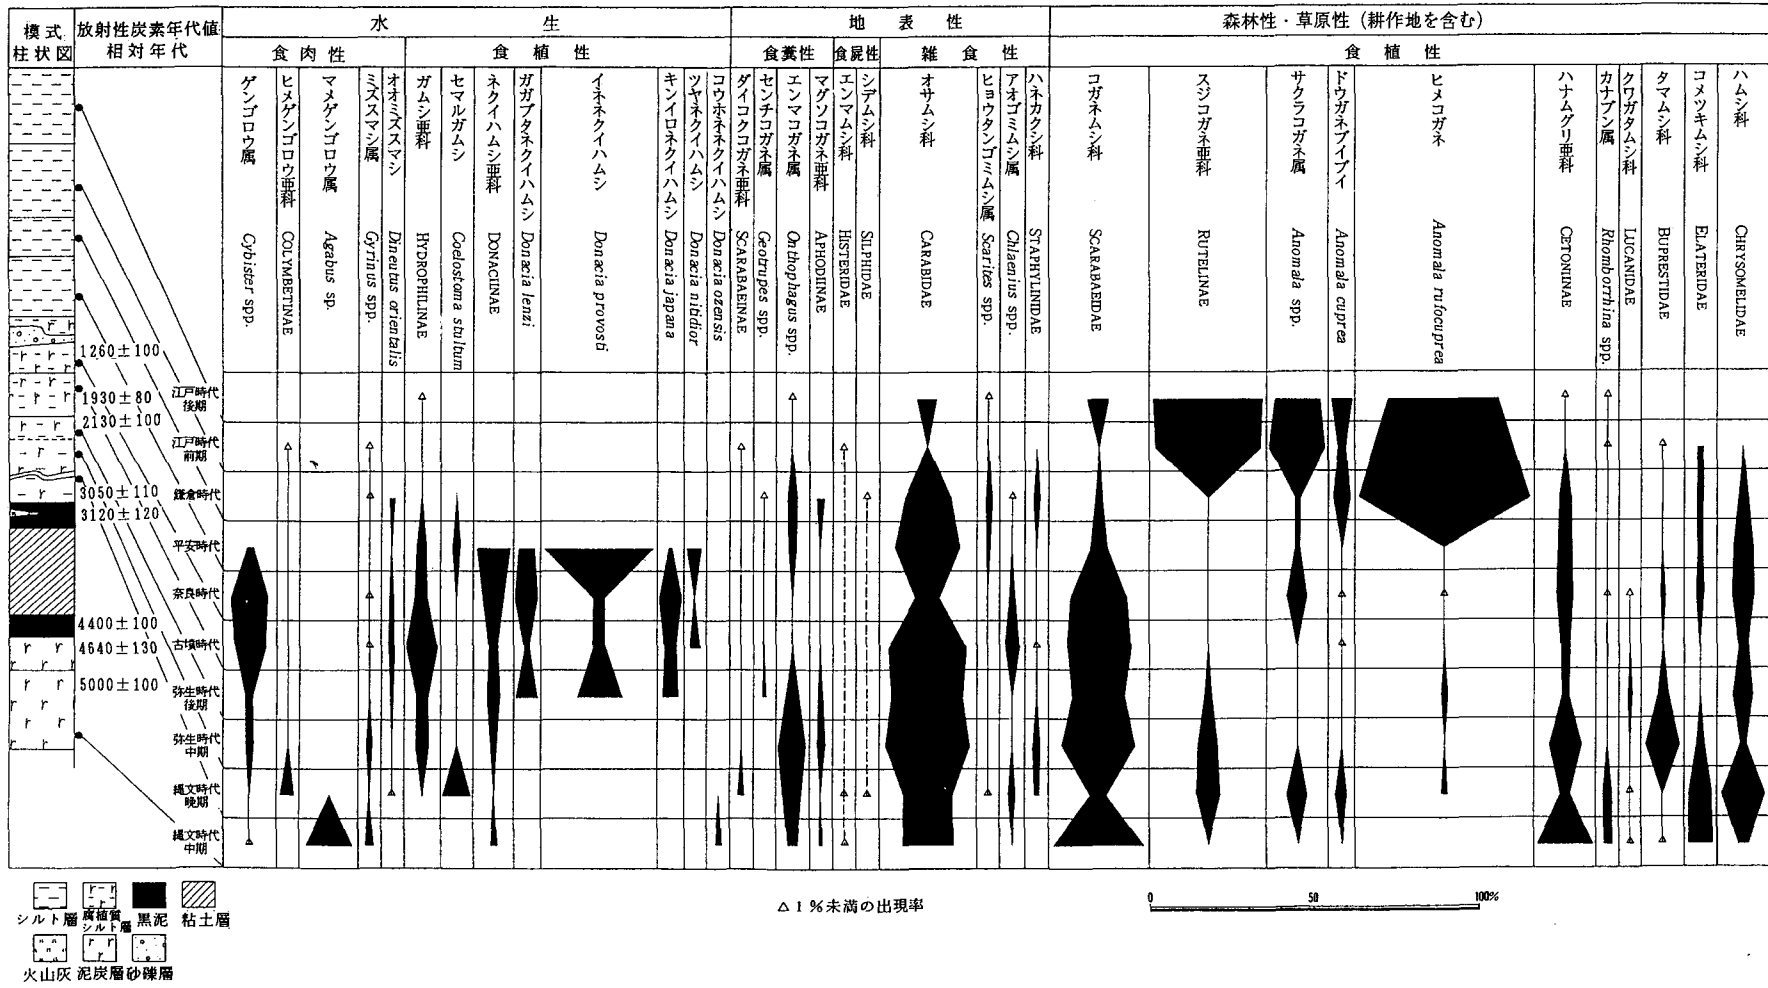 模式
柱状図
放射性炭素年代値
相対年代
水生
地表性
森林性・草原性(耕作地を含む)
食肉性
食植性
食糞性
食屍性
雑食性
食植性
ゲンゴロウ属
ヒメゲンゴロウ亜科
マメゲンゴロウ属
ミズスマシ属
オオミズスマシ
ガムシ亜科
セマルガムシ
ネクイハムシ亜科
ガガブタネクイハムシ
イネネクイハムシ
キンイロネクイハムシ
ツヤネクイハムシ
コウホネネクイハムシ
ダイコクコガネ亜科
センチコガネ属
エンマコガネ属
マグソコガネ亜科
エンマムシ科
シデムシ科
オサムシ科
ヒョウタンゴミムシ属
アオゴミムシ属
ハネカクシ科
コガネムシ科
スジコガネ亜科
サクラコガネ属
ドウガネブイブイ
ヒメコガネ
ハナムグリ亜科
カナブン属
クワガタムシ科
タマムシ科
コメツキムシ科
ハムシ科
Cybister spp.
COLYMBETINAE
Agabus sp.
Gyrinus spp.
Dineutus orientalis
HYDROPHILINAE
Coelostoma stultum
DONACIINAE
Donacia lenzi
Donacia provosti
Donacia japana
Donacia nitidior
Donacia ozensis
SCARABAEINAE
Geotrupes spp.
Onthophagus spp.
APHODIINAE
HISTERIDAE
SILPHIDAE
CARABIDAE
Scarites spp.
Chlaenius spp.
STAPHYLINIDAE
SCARABAEIDAE
RUTELINAE
Anomala spp.
Anomala cuprea
Anomala rufocuprea
CETONIINAE
Rhomborrhina spp.
LUCANIDAE
BUPRESTIDAE
ELATERIDAE
CHRYSOMELIDAE
1260±100
1930±80
2130±100
3050±110
3120±120
4400±100
4640±130
5000±100
江戸時代
後期
江戸時代
前期
鎌倉時代
平安時代
奈良時代
古墳時代
弥生時代
後期
弥生時代
中期
縄文時代
晩期
縄文時代
中期
シルト層
腐植質
シルト層
黒泥
粘土層
火山灰
泥炭層
砂礫層
△1%未満の出現率
0
50
100%